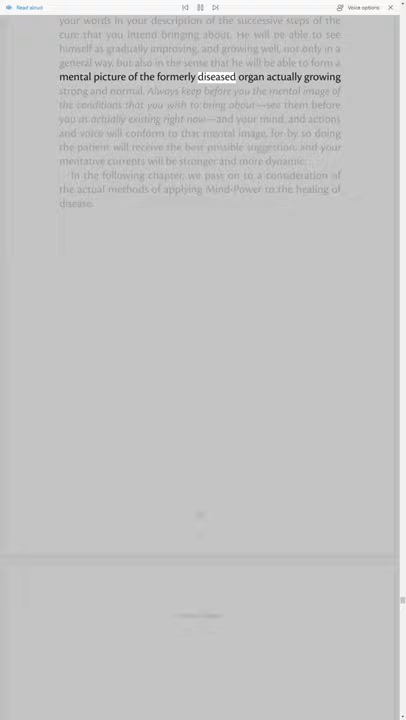 Read aloud
Voice options
your words in your description of the successive steps of the
cure that you intend bringing about. He will be able to see
himself as gradually improving, and growing well, not only in a
general way, but also in the sense that he will be able to form a
mental picture of the formerly diseased organ actually growing
strong and normal. Always keep before you the mental image of
the conditions that you wish to bring about—see them before
you as actually existing right now—and your mind, and actions
and voice will conform to that mental image, for by so doing
the patient will receive the best possible suggestion, and your
mentative currents will be stronger and more dynamic.
In the following chapter, we pass on to a consideration of
the actual methods of applying Mind-Power to the healing of
disease.